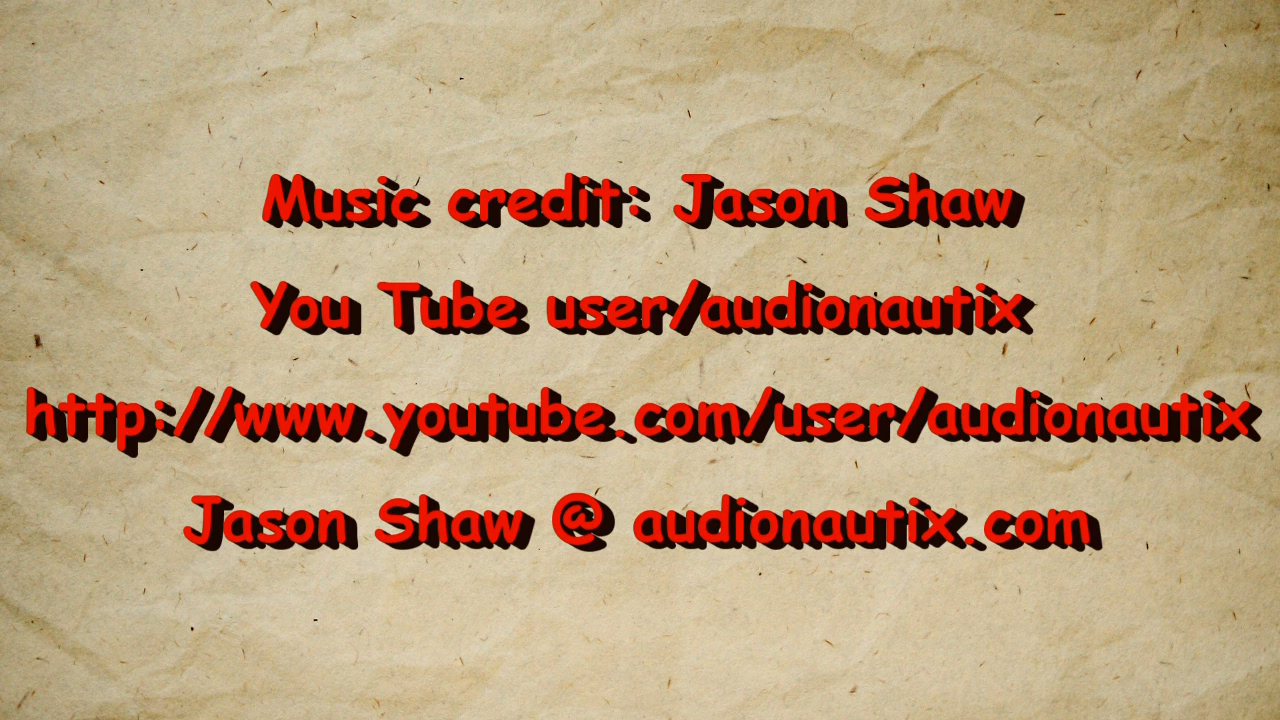 Music credit: Jason Shaw
You Tube user/audionautix
http://www.youtube.com/user/audionautix
Jason Shaw @ audionautix.com